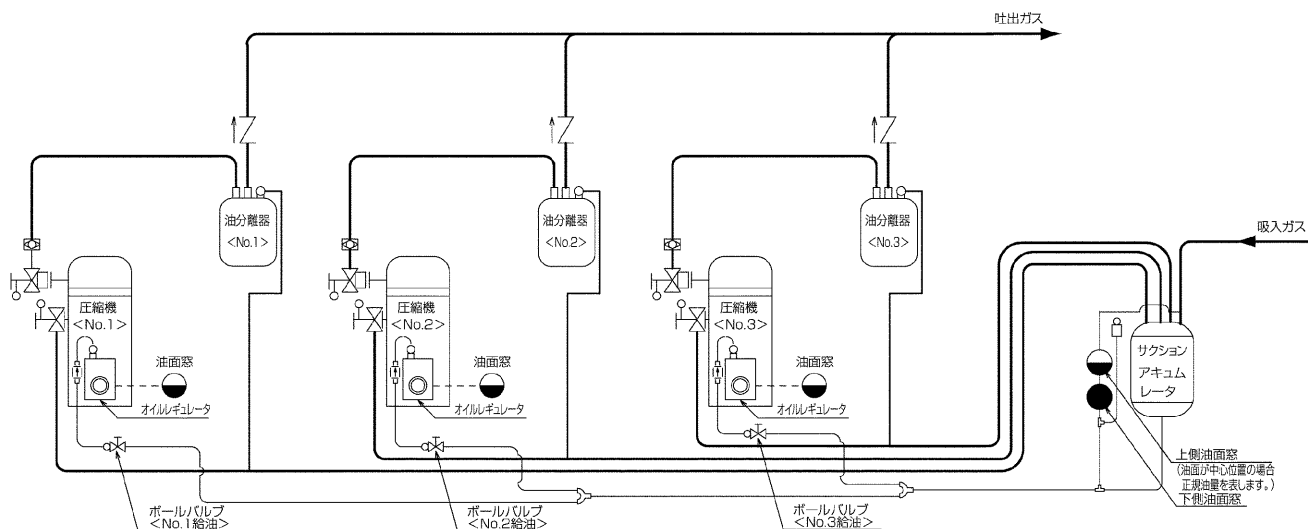 吐出ガス
油分離器
<No.1>
油分離器
<No.2>
油分離器
<No.3>
吸入ガス
圧縮機
<No.1>
油面窓
オイルレギュレータ
圧縮機
<No.2>
油面窓
オイルレギュレータ
圧縮機
<No.3>
油面窓
オイルレギュレータ
サクション
アキュム
レータ
上側油面窓
(油面が中心位置の場合
正規油量を表します。)
下側油面窓
ボールバルブ
<No.1給油>
ボールバルブ
<No.2給油>
ボールバルブ
<No.3給油>